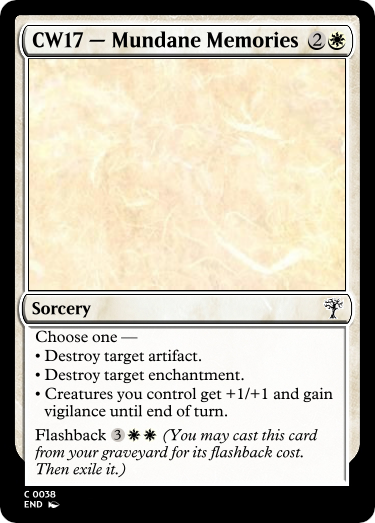 CW17 — Mundane Memories 2
Sorcery
Choose one —
• Destroy target artifact.
• Destroy target enchantment.
• Creatures you control get +1/+1 and gain
vigilance until end of turn.
Flashback 3 (You may cast this card
from your graveyard for its flashback cost.
Then exile it.)
C 0038
END